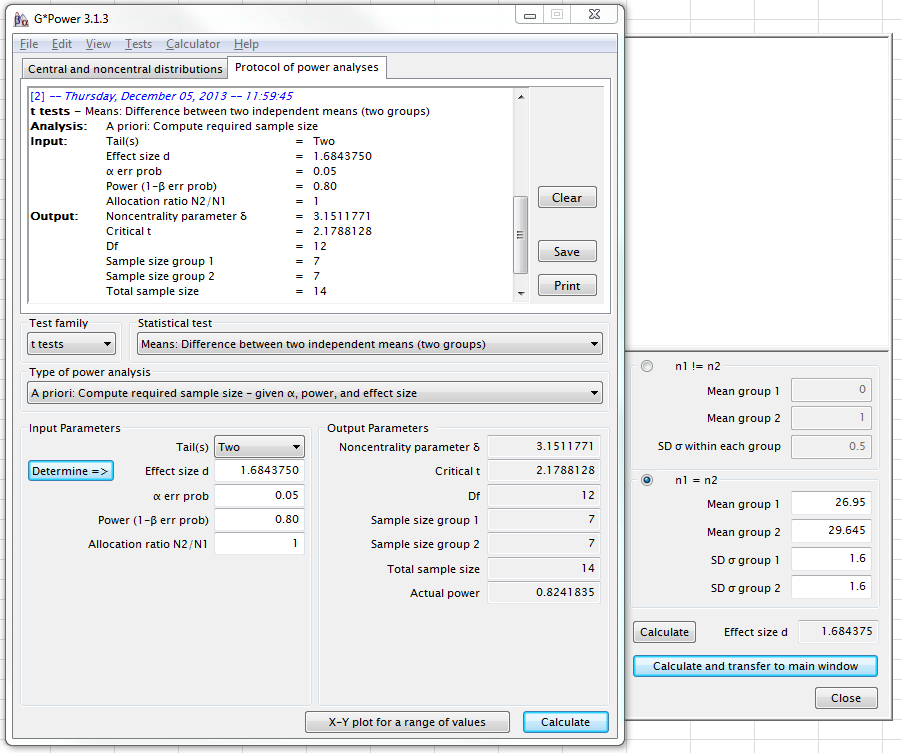 G*Power 3.1.3
File Edit View Tests Calculator Help
Central and noncentral distributions Protocol of power analyses
[2] -- Thursday, December 05, 2013 -- 11:59:45
t tests - Means: Difference between two independent means (two groups)
Analysis: A priori: Compute required sample size
Input: Tail(s) = Two
Effect size d = 1.6843750
α err prob = 0.05
Power (1-β err prob) = 0.80
Allocation ratio N2/N1 = 1
Output: Noncentrality parameter δ = 3.1511771
Critical t = 2.1788128
Df = 12
Sample size group 1 = 7
Sample size group 2 = 7
Total sample size = 14
Clear
Save
Print
Test family
t tests
Statistical test
Means: Difference between two independent means (two groups)
Type of power analysis
A priori: Compute required sample size - given α, power, and effect size
Input Parameters
Tail(s) Two
Determine => Effect size d 1.6843750
α err prob 0.05
Power (1-β err prob) 0.80
Allocation ratio N2/N1 1
Output Parameters
Noncentrality parameter δ 3.1511771
Critical t 2.1788128
Df 12
Sample size group 1 7
Sample size group 2 7
Total sample size 14
Actual power 0.8241835
X-Y plot for a range of values Calculate
n1 != n2
Mean group 1 0
Mean group 2 1
SD σ within each group 0.5
n1 = n2
Mean group 1 26.95
Mean group 2 29.645
SD σ group 1 1.6
SD σ group 2 1.6
Calculate Effect size d 1.684375
Calculate and transfer to main window
Close